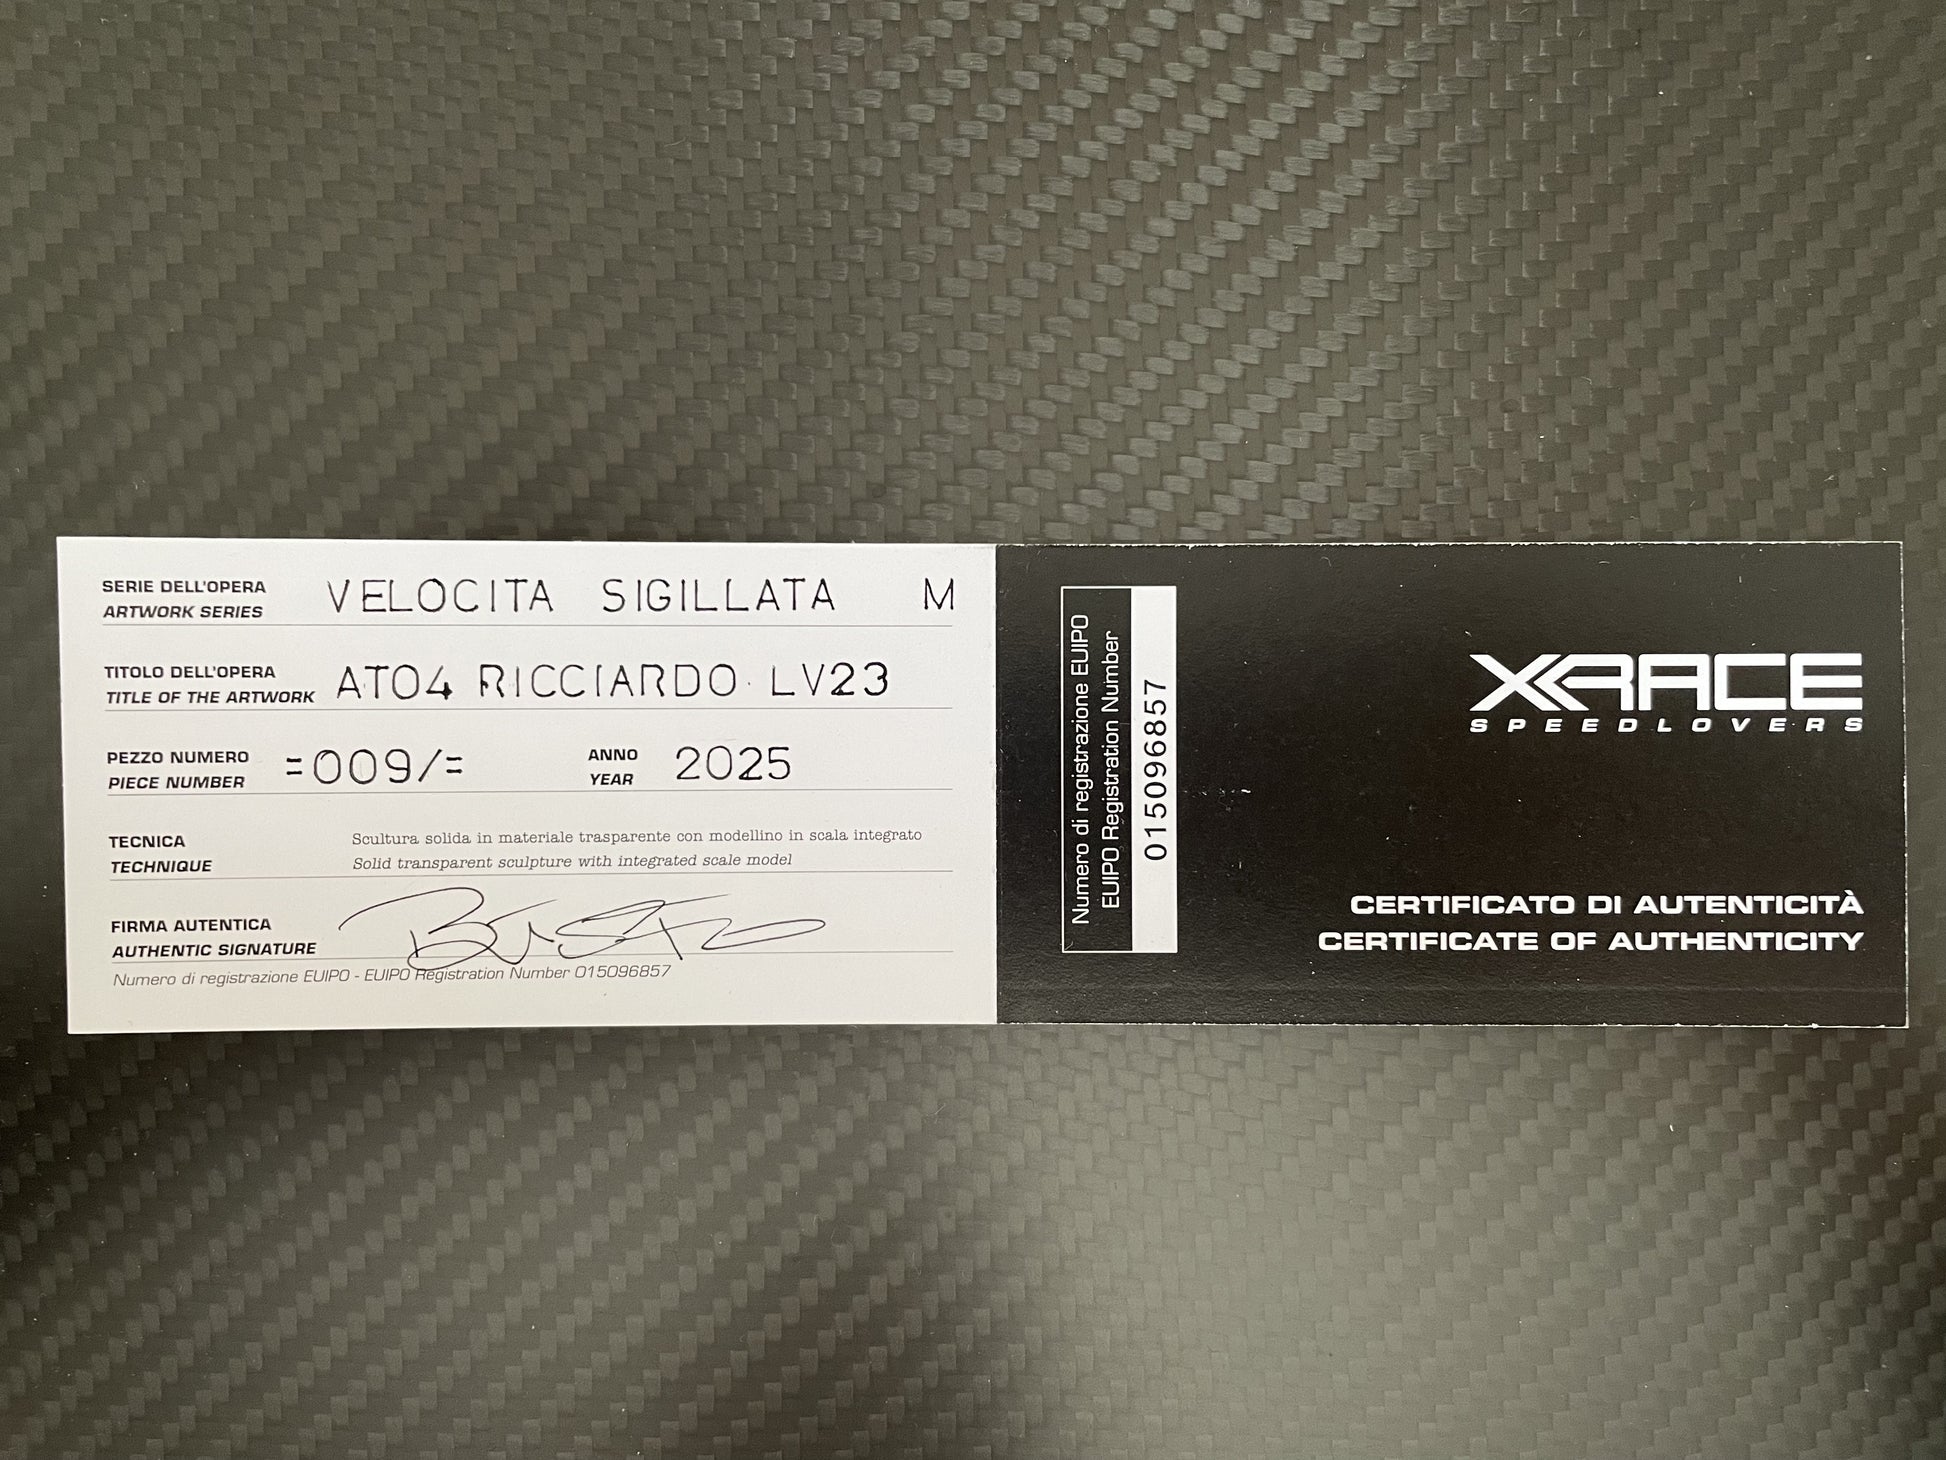 SERIE DELL'OPERA VELOCITA SIGILLATA M
ARTWORK SERIES
TITOLO DELL'OPERA AT04 RICCIARDO LV23
TITLE OF THE ARTWORK
PEZZO NUMERO =009/= ANNO 2025
PIECE NUMBER YEAR
TECNICA Scultura solida in materiale trasparente con modellino in scala integrato
TECHNIQUE Solid transparent sculpture with integrated scale model
FIRMA AUTENTICA
AUTHENTIC SIGNATURE
Numero di registrazione EUIPO - EUIPO Registration Number 015096857
Numero di registrazione EUIPO
EUIPO Registration Number
015096857
XRACE
SPEEDLOVERS
CERTIFICATO DI AUTENTICITÀ
CERTIFICATE OF AUTHENTICITY